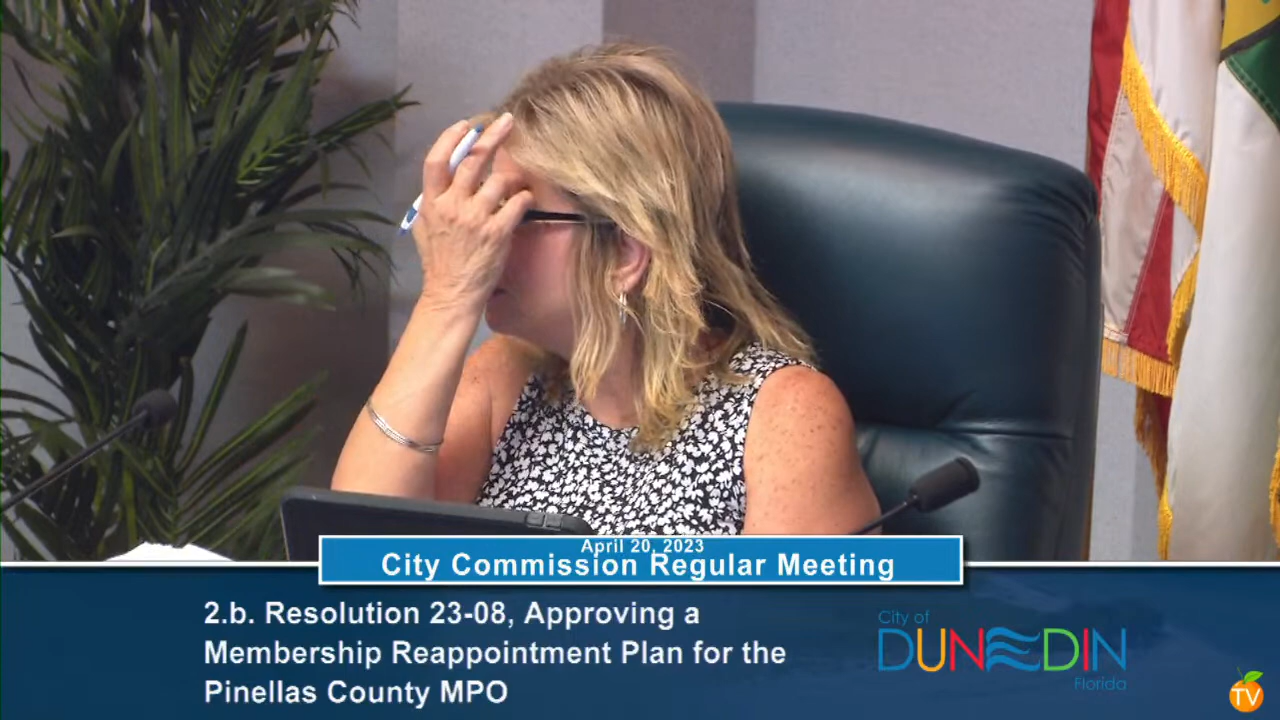 April 20, 2023
City Commission Regular Meeting
2.b. Resolution 23-08, Approving a
Membership Reappointment Plan for the
Pinellas County MPO
City of
DUNEDIN
Florida
TV